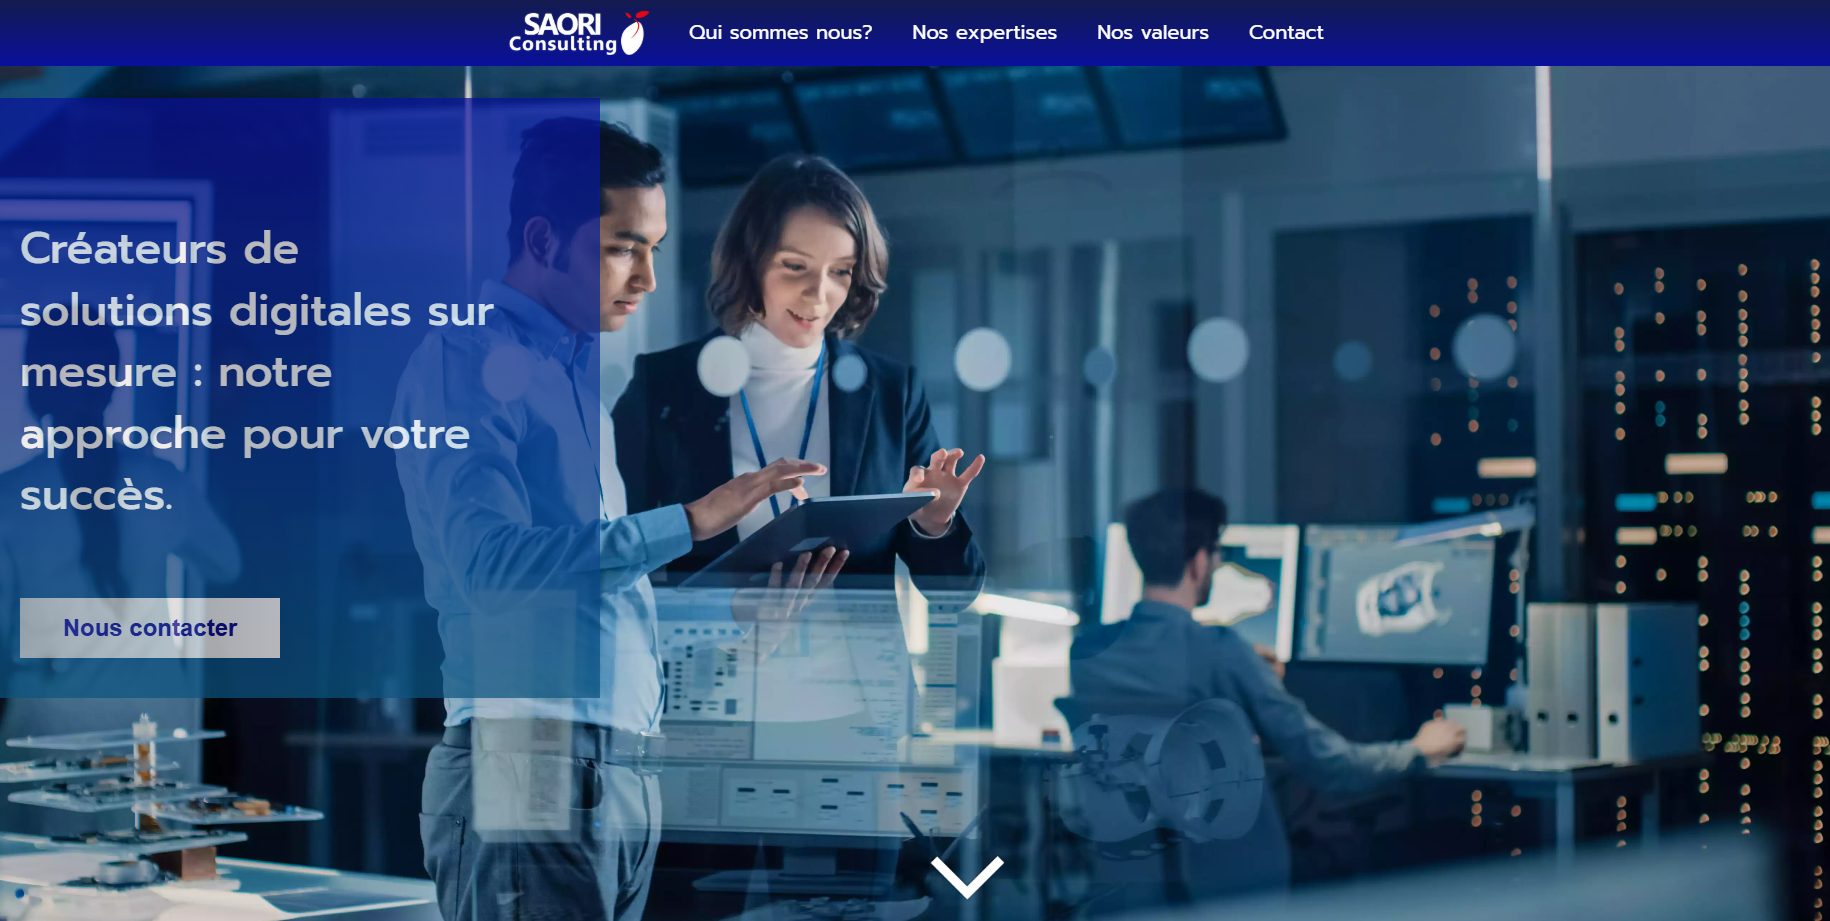 SAORI
Consulting
Qui sommes nous?
Nos expertises
Nos valeurs
Contact
Créateurs de
solutions digitales sur
mesure : notre
approche pour votre
succès.
Nous contacter